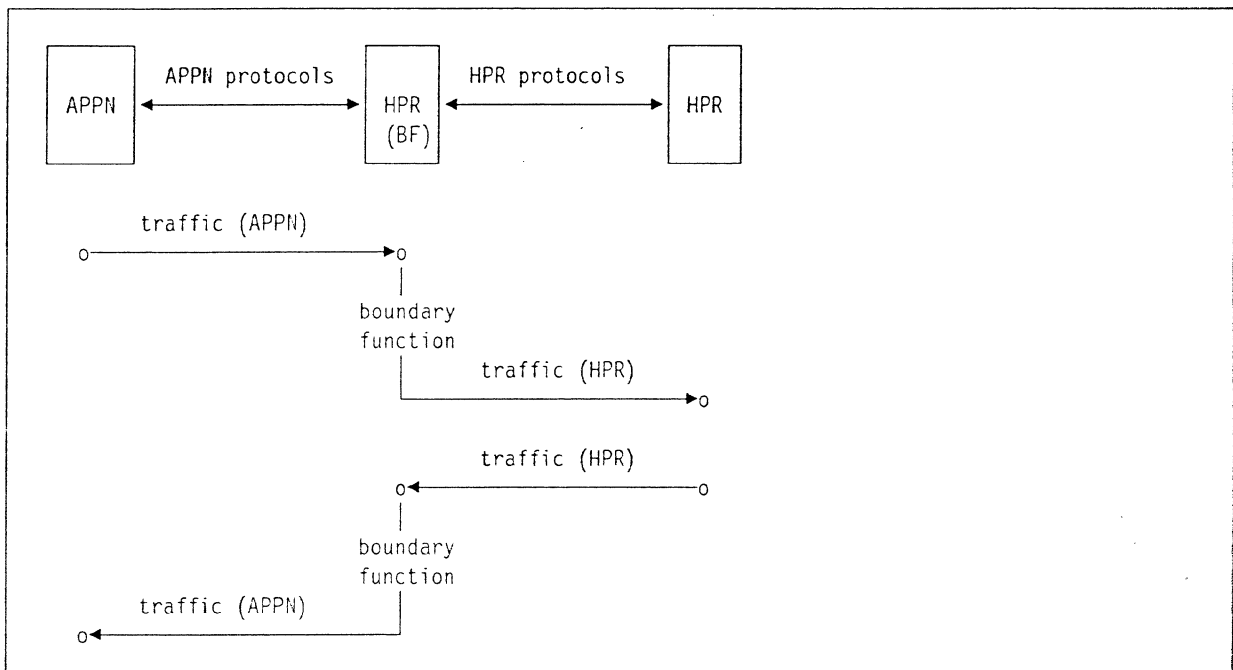 APPN protocols
HPR protocols
APPN
HPR
(BF)
HPR
traffic (APPN)
o
o
boundary
function
traffic (HPR)
o
traffic (HPR)
o
o
boundary
function
traffic (APPN)
o